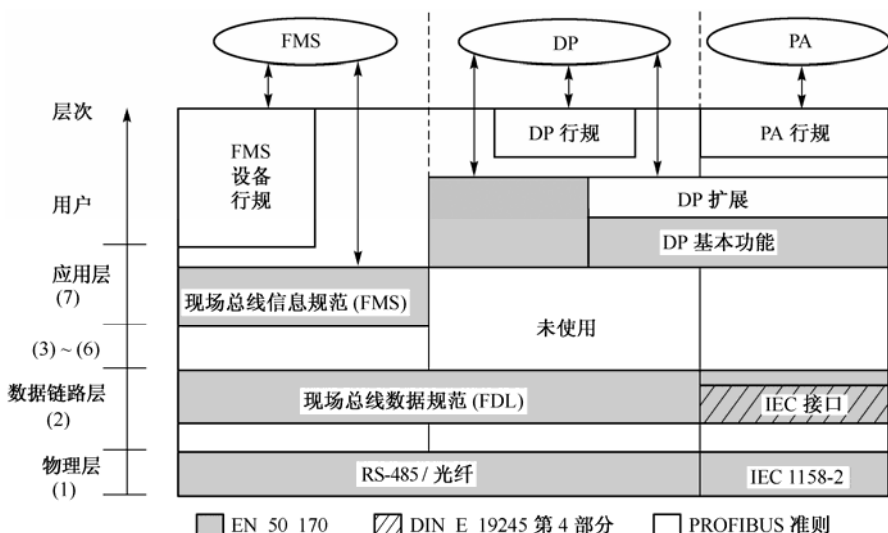 FMS
DP
PA
层次
FMS
设备
行规
DP 行规
PA 行规
用户
DP 扩展
DP 基本功能
应用层
(7)
现场总线信息规范 (FMS)
未使用
(3) ~ (6)
数据链路层
(2)
现场总线数据规范 (FDL)
IEC 接口
物理层
(1)
RS-485 / 光纤
IEC 1158-2
EN 50 170
DIN E 19245 第 4 部分
PROFIBUS 准则